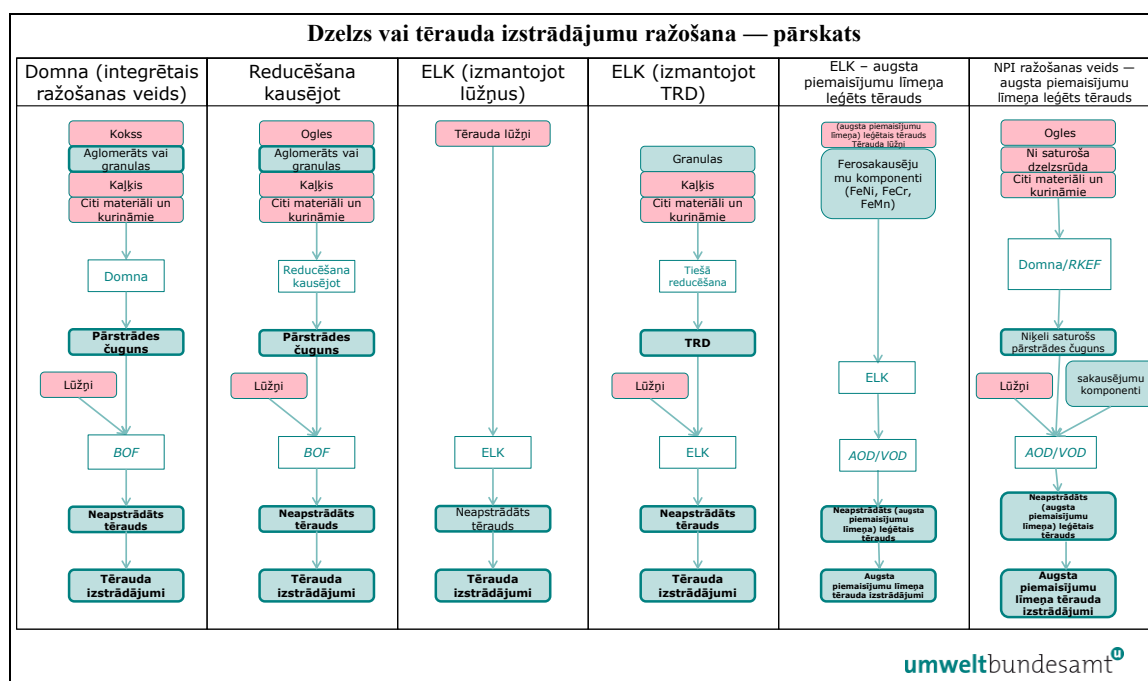 Dzelzs vai tērauda izstrādājumu ražošana — pārskats
Domna (integrētais
ražošanas veids)
Kokss
Aglomerāts vai
granulas
Kaļķis
Citi materiāli un
kurināmie
Domna
Pārstrādes
čuguns
Lūžņi
BOF
Neapstrādāts
tērauds
Tērauda
izstrādājumi
Reducēšana
kausējot
Ogles
Aglomerāts vai
granulas
Kaļķis
Citi materiāli un
kurināmie
Reducēšana
kausējot
Pārstrādes
čuguns
Lūžņi
BOF
Neapstrādāts
tērauds
Tērauda
izstrādājumi
ELK (izmantojot
lūžņus)
Tērauda lūžņi
ELK
Neapstrādāts
tērauds
Tērauda
izstrādājumi
ELK (izmantojot
TRD)
Granulas
Kaļķis
Citi materiāli un
kurināmie
Tiešā
reducēšana
TRD
Lūžņi
ELK
Neapstrādāts
tērauds
Tērauda
izstrādājumi
ELK – augsta
piemaisījumu līmeņa
leģēts tērauds
(augsta piemaisījumu
līmeņa) leģētais tērauds
Tērauda lūžņi
Ferosakausēju
mu komponenti
(FeNi, FeCr,
FeMn)
ELK
AOD/VOD
Neapstrādāts (augsta
piemaisījumu
līmeņa) leģētais
tērauds
Augsta
piemaisījumu līmeņa
tērauda izstrādājumi
NPI ražošanas veids —
augsta piemaisījumu
līmeņa leģēts tērauds
Ogles
Ni saturoša
dzelzsrūda
Citi materiāli un
kurināmie
Domna/RKEF
Niķeli saturošs
pārstrādes čuguns
Lūžņi
sakausējumu
komponenti
AOD/VOD
Neapstrādāts
(augsta
piemaisījumu
līmeņa) leģētais
tērauds
Augsta
piemaisījumu
līmeņa tērauda
izstrādājumi
umweltbundesamt u